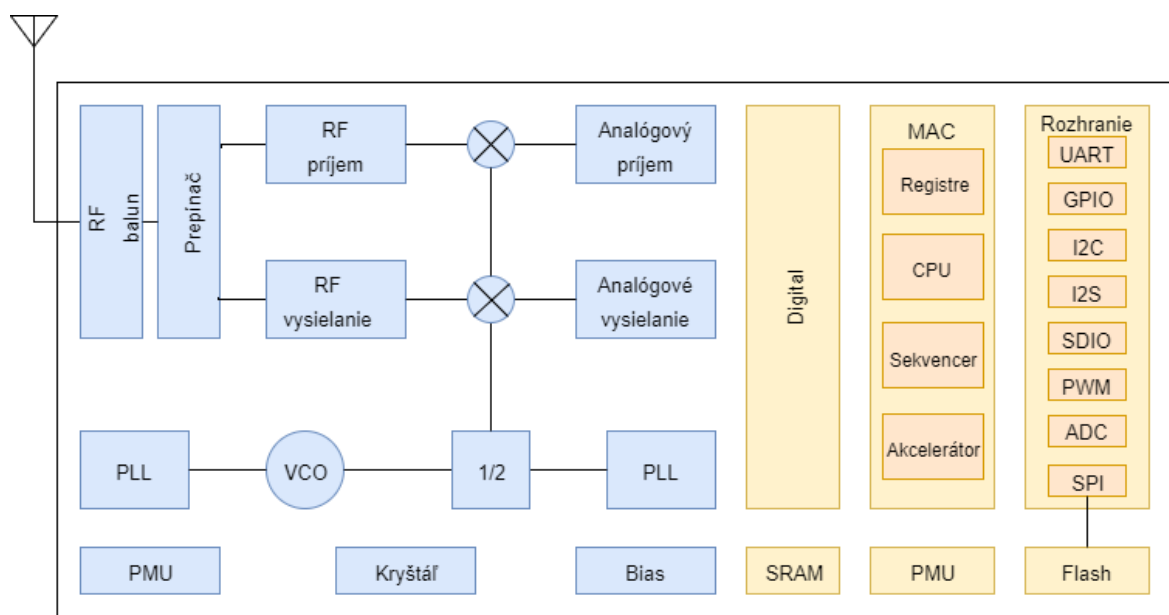 RF
balun
Prepínač
RF
príjem
Analógový
príjem
RF
vysielanie
Analógové
vysielanie
PLL
VCO
1/2
PLL
PMU
Kryštáľ
Bias
Digital
SRAM
MAC
Registre
CPU
Sekvencer
Akcelerátor
PMU
Rozhranie
UART
GPIO
I2C
I2S
SDIO
PWM
ADC
SPI
Flash